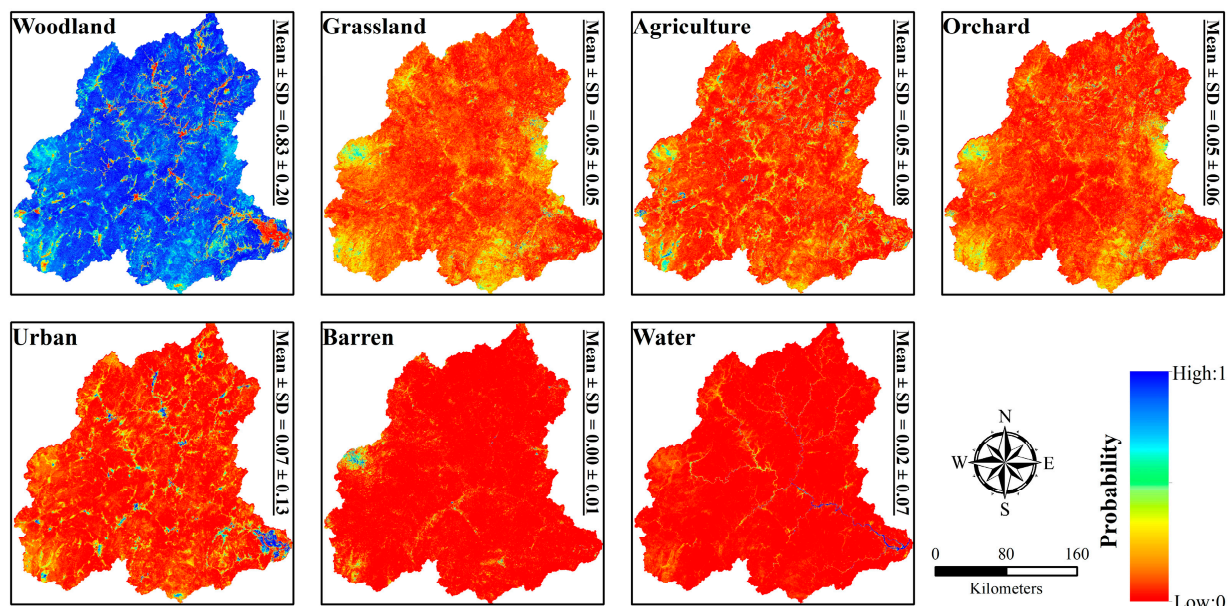 Woodland
Mean ± SD = 0.83 ± 0.20
Grassland
Mean ± SD = 0.05 ± 0.05
Agriculture
Mean ± SD = 0.05 ± 0.08
Orchard
Mean ± SD = 0.05 ± 0.06
Urban
Mean ± SD = 0.07 ± 0.13
Barren
Mean ± SD = 0.00 ± 0.01
Water
Mean ± SD = 0.02 ± 0.07
N
W E
S
0 80 160
Kilometers
Probability
High:1
Low:0